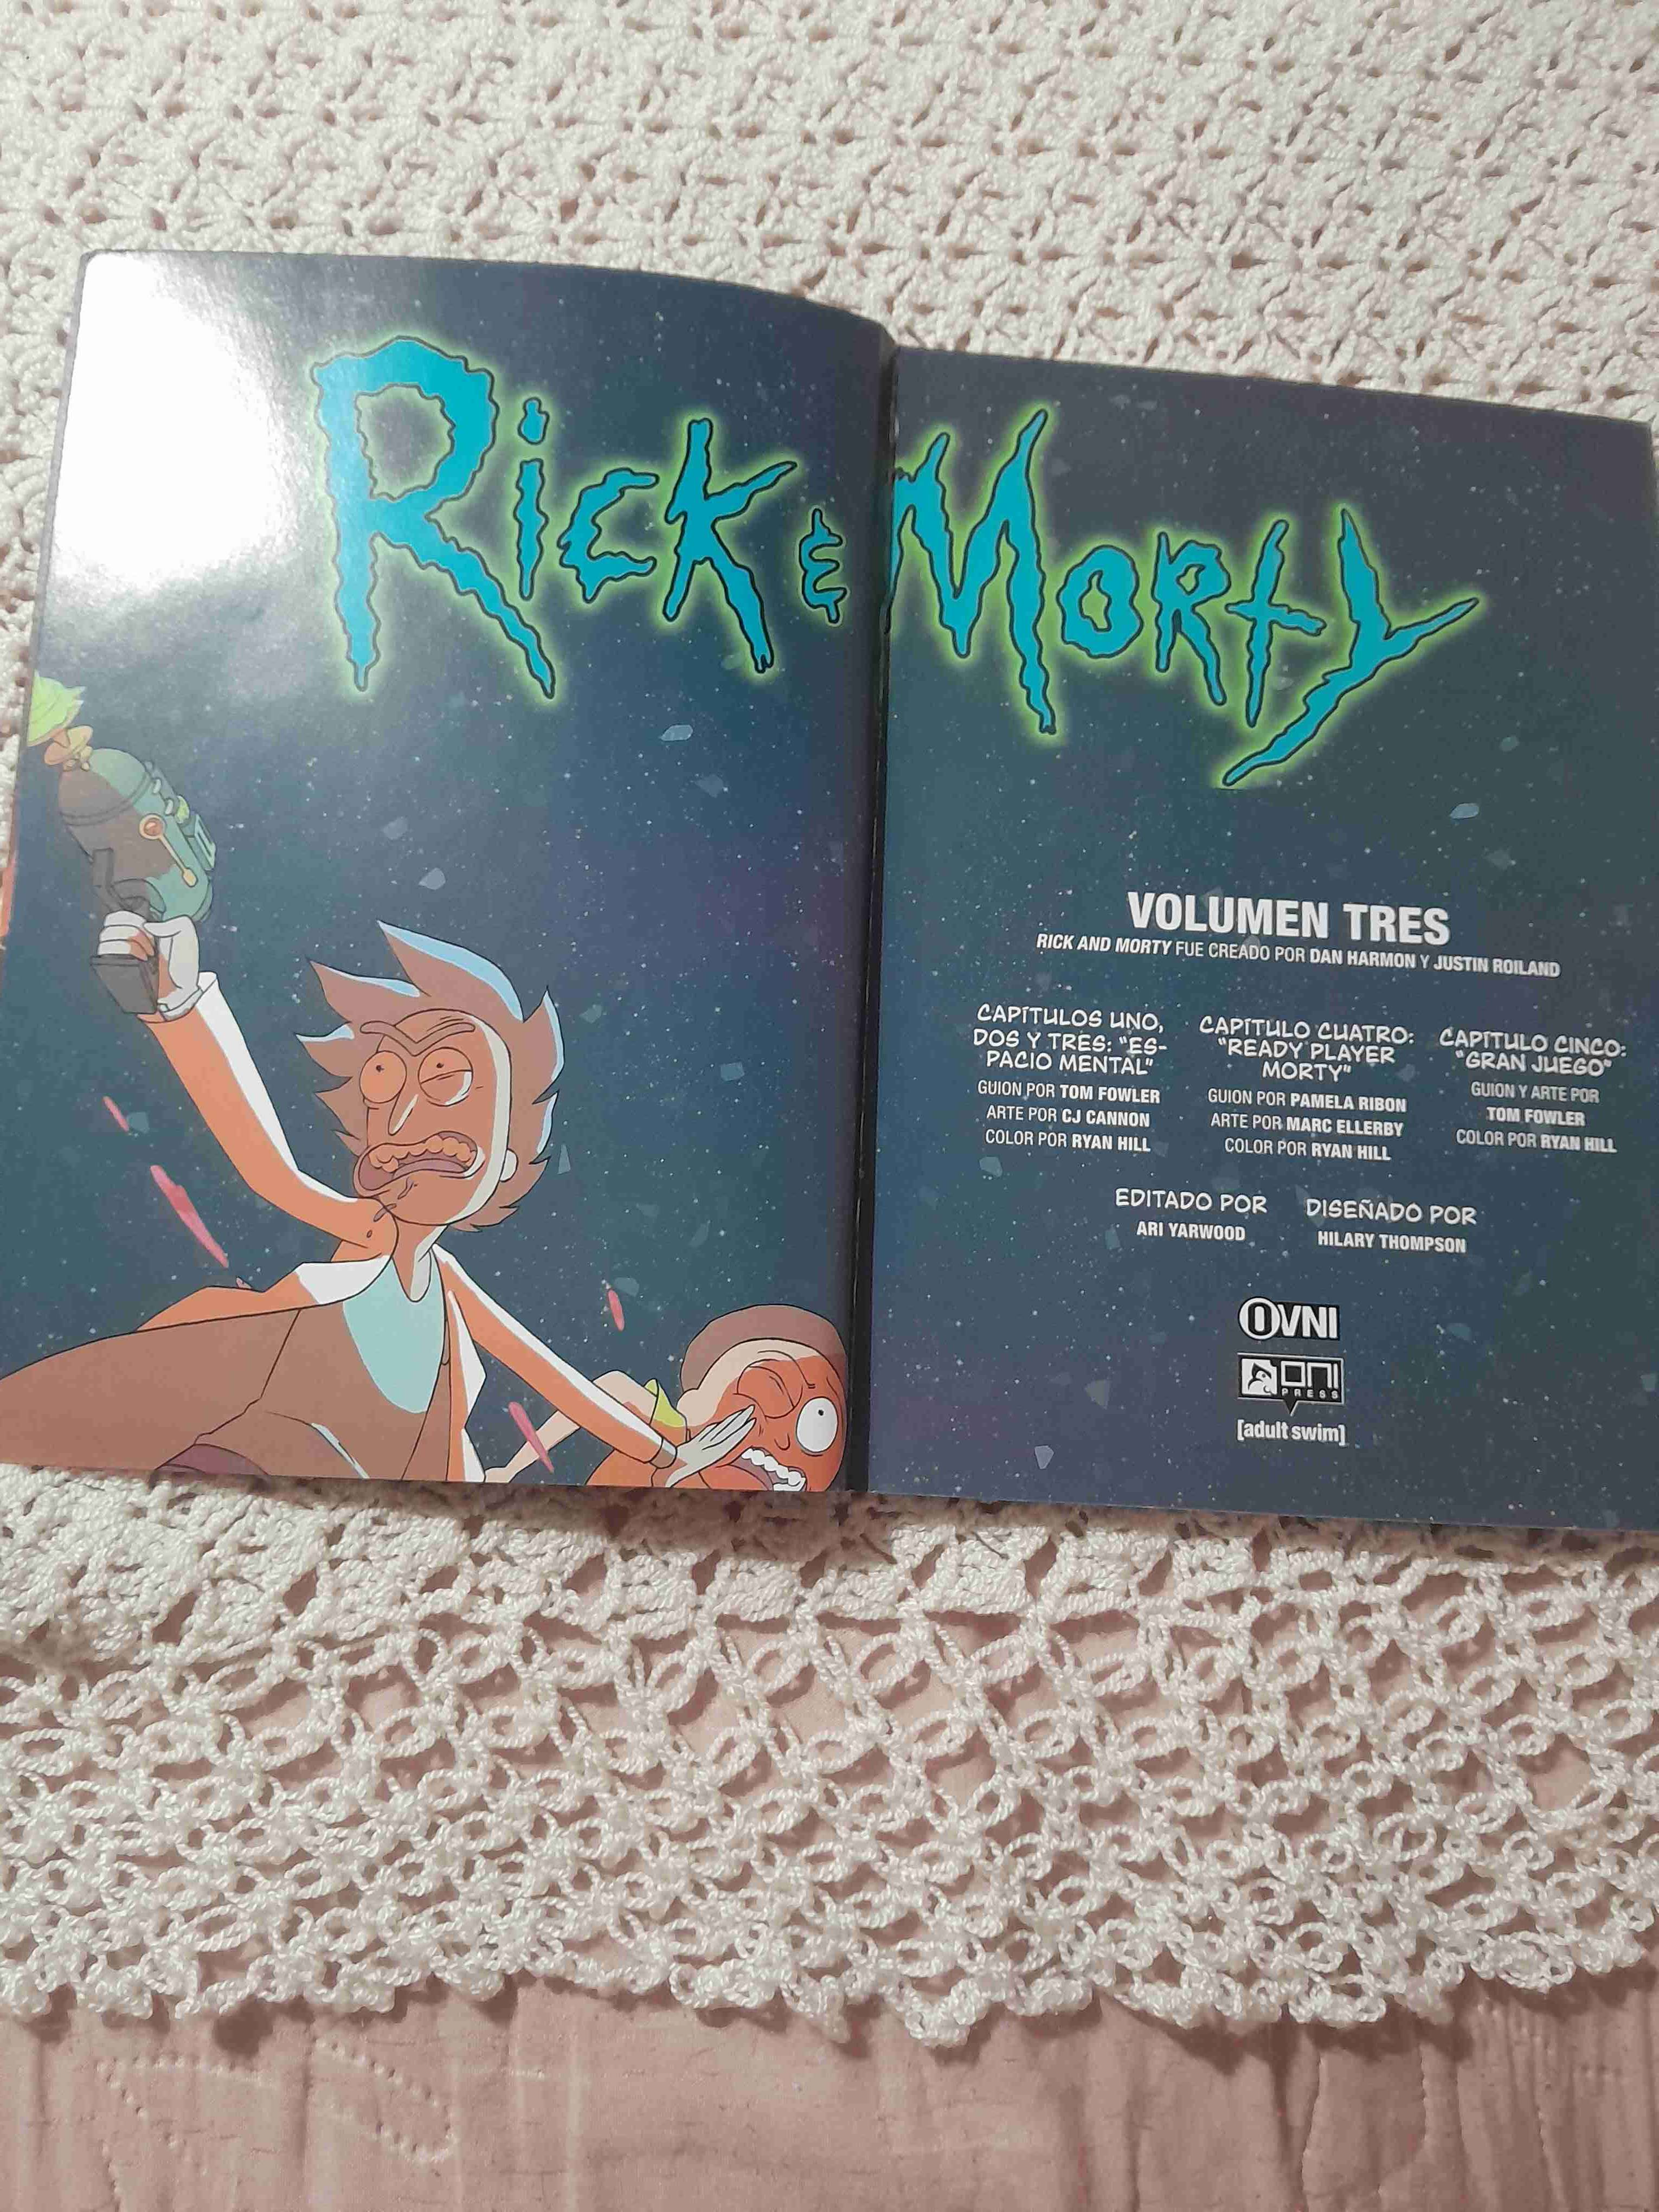 Rick & Morty
VOLUMEN TRES
RICK AND MORTY FUE CREADO POR DAN HARMON Y JUSTIN ROILAND
CAPÍTULOS UNO,
DOS Y TRES: "ES-
PACIO MENTAL"
GUION POR TOM FOWLER
ARTE POR CJ CANNON
COLOR POR RYAN HILL
CAPÍTULO CUATRO:
"READY PLAYER
MORTY"
GUION POR PAMELA RIBON
ARTE POR MARC ELLERBY
COLOR POR RYAN HILL
CAPÍTULO CINCO:
"GRAN JUEGO"
GUION Y ARTE POR
TOM FOWLER
COLOR POR RYAN HILL
EDITADO POR
ARI YARWOOD
DISEÑADO POR
HILARY THOMPSON
OVNI
ONI
PRESS
[adult swim]